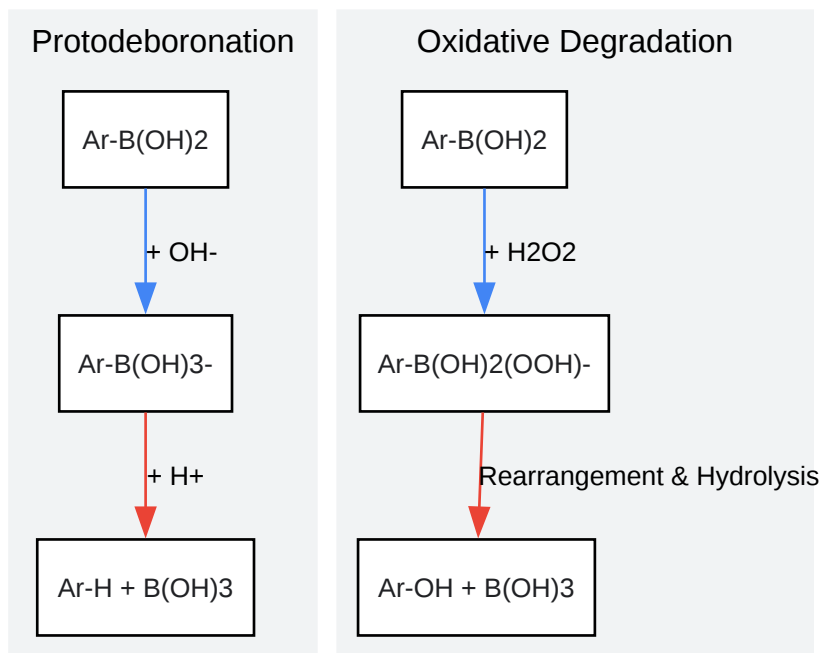 Protodeboronation
Ar-B(OH)2
+ OH-
Ar-B(OH)3-
+ H+
Ar-H + B(OH)3
Oxidative Degradation
Ar-B(OH)2
+ H2O2
Ar-B(OH)2(OOH)-
Rearrangement & Hydrolysis
Ar-OH + B(OH)3